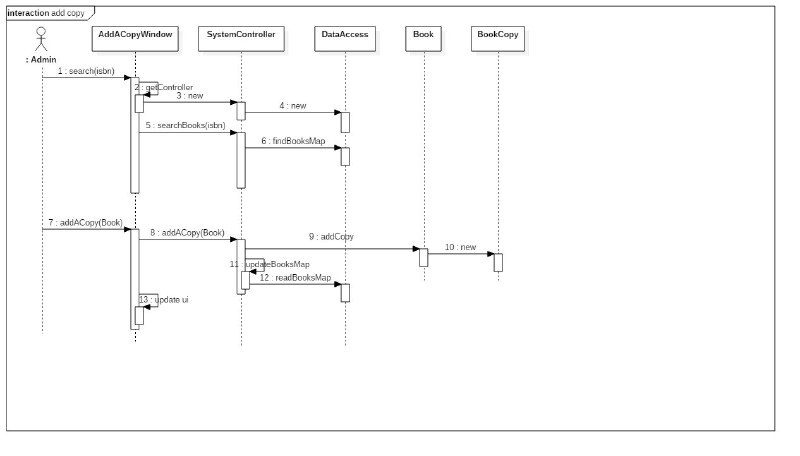 interaction add copy
AddACopyWindow
SystemController
DataAccess
Book
BookCopy
: Admin
1 : search(isbn)
2 : getController
3 : new
4 : new
5 : searchBooks(isbn)
6 : findBooksMap
7 : addACopy(Book)
8 : addACopy(Book)
9 : addCopy
10 : new
11 : updateBooksMap
12 : readBooksMap
13 : update ui